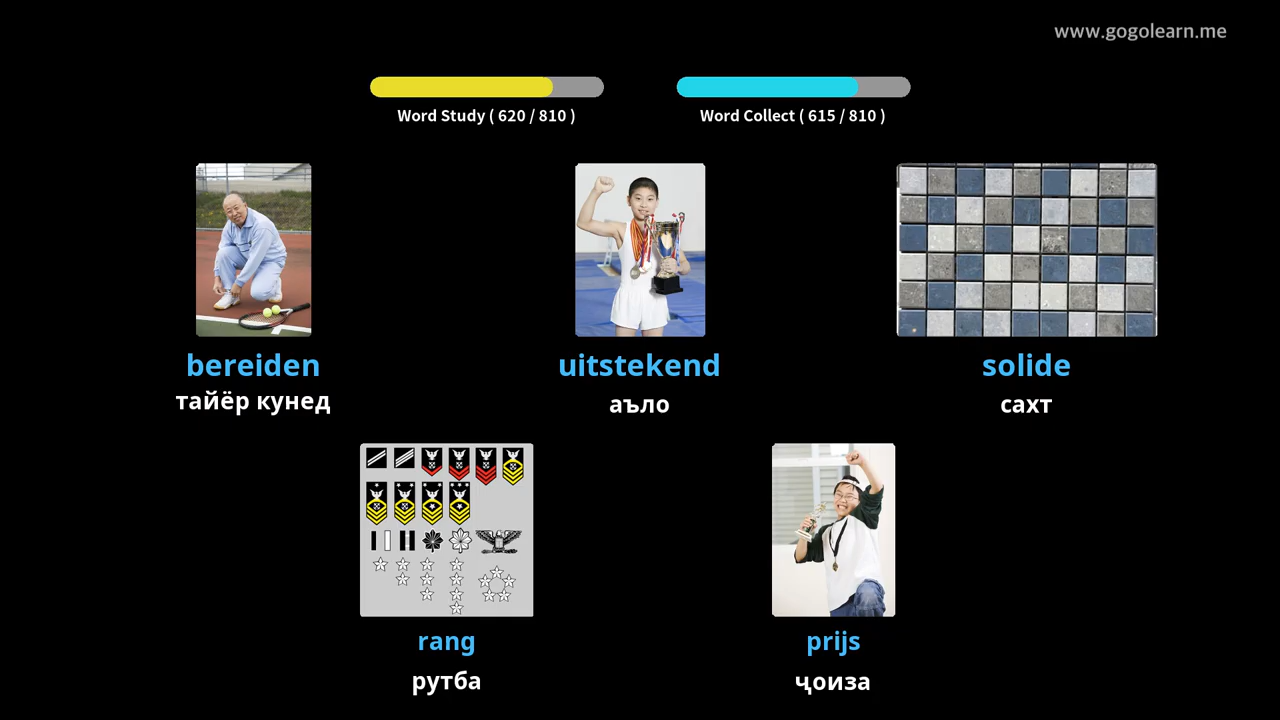 www.gogolearn.me
Word Study ( 620 / 810 )
Word Collect ( 615 / 810 )
bereiden
тайёр кунед
uitstekend
аъло
solide
сахт
rang
рутба
prijs
ҷоиза